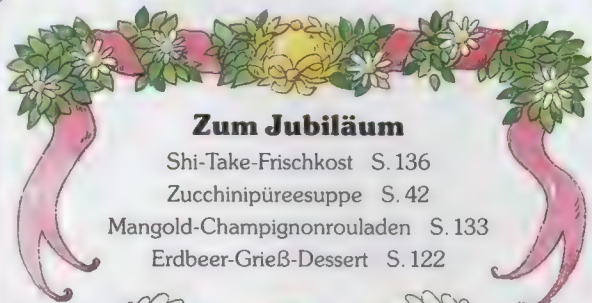 Zum Jubiläum
Shi-Take-Frischkost S. 136
Zucchinipüreesuppe S. 42
Mangold-Champignonrouladen S. 133
Erdbeer-Grieß-Dessert S. 122